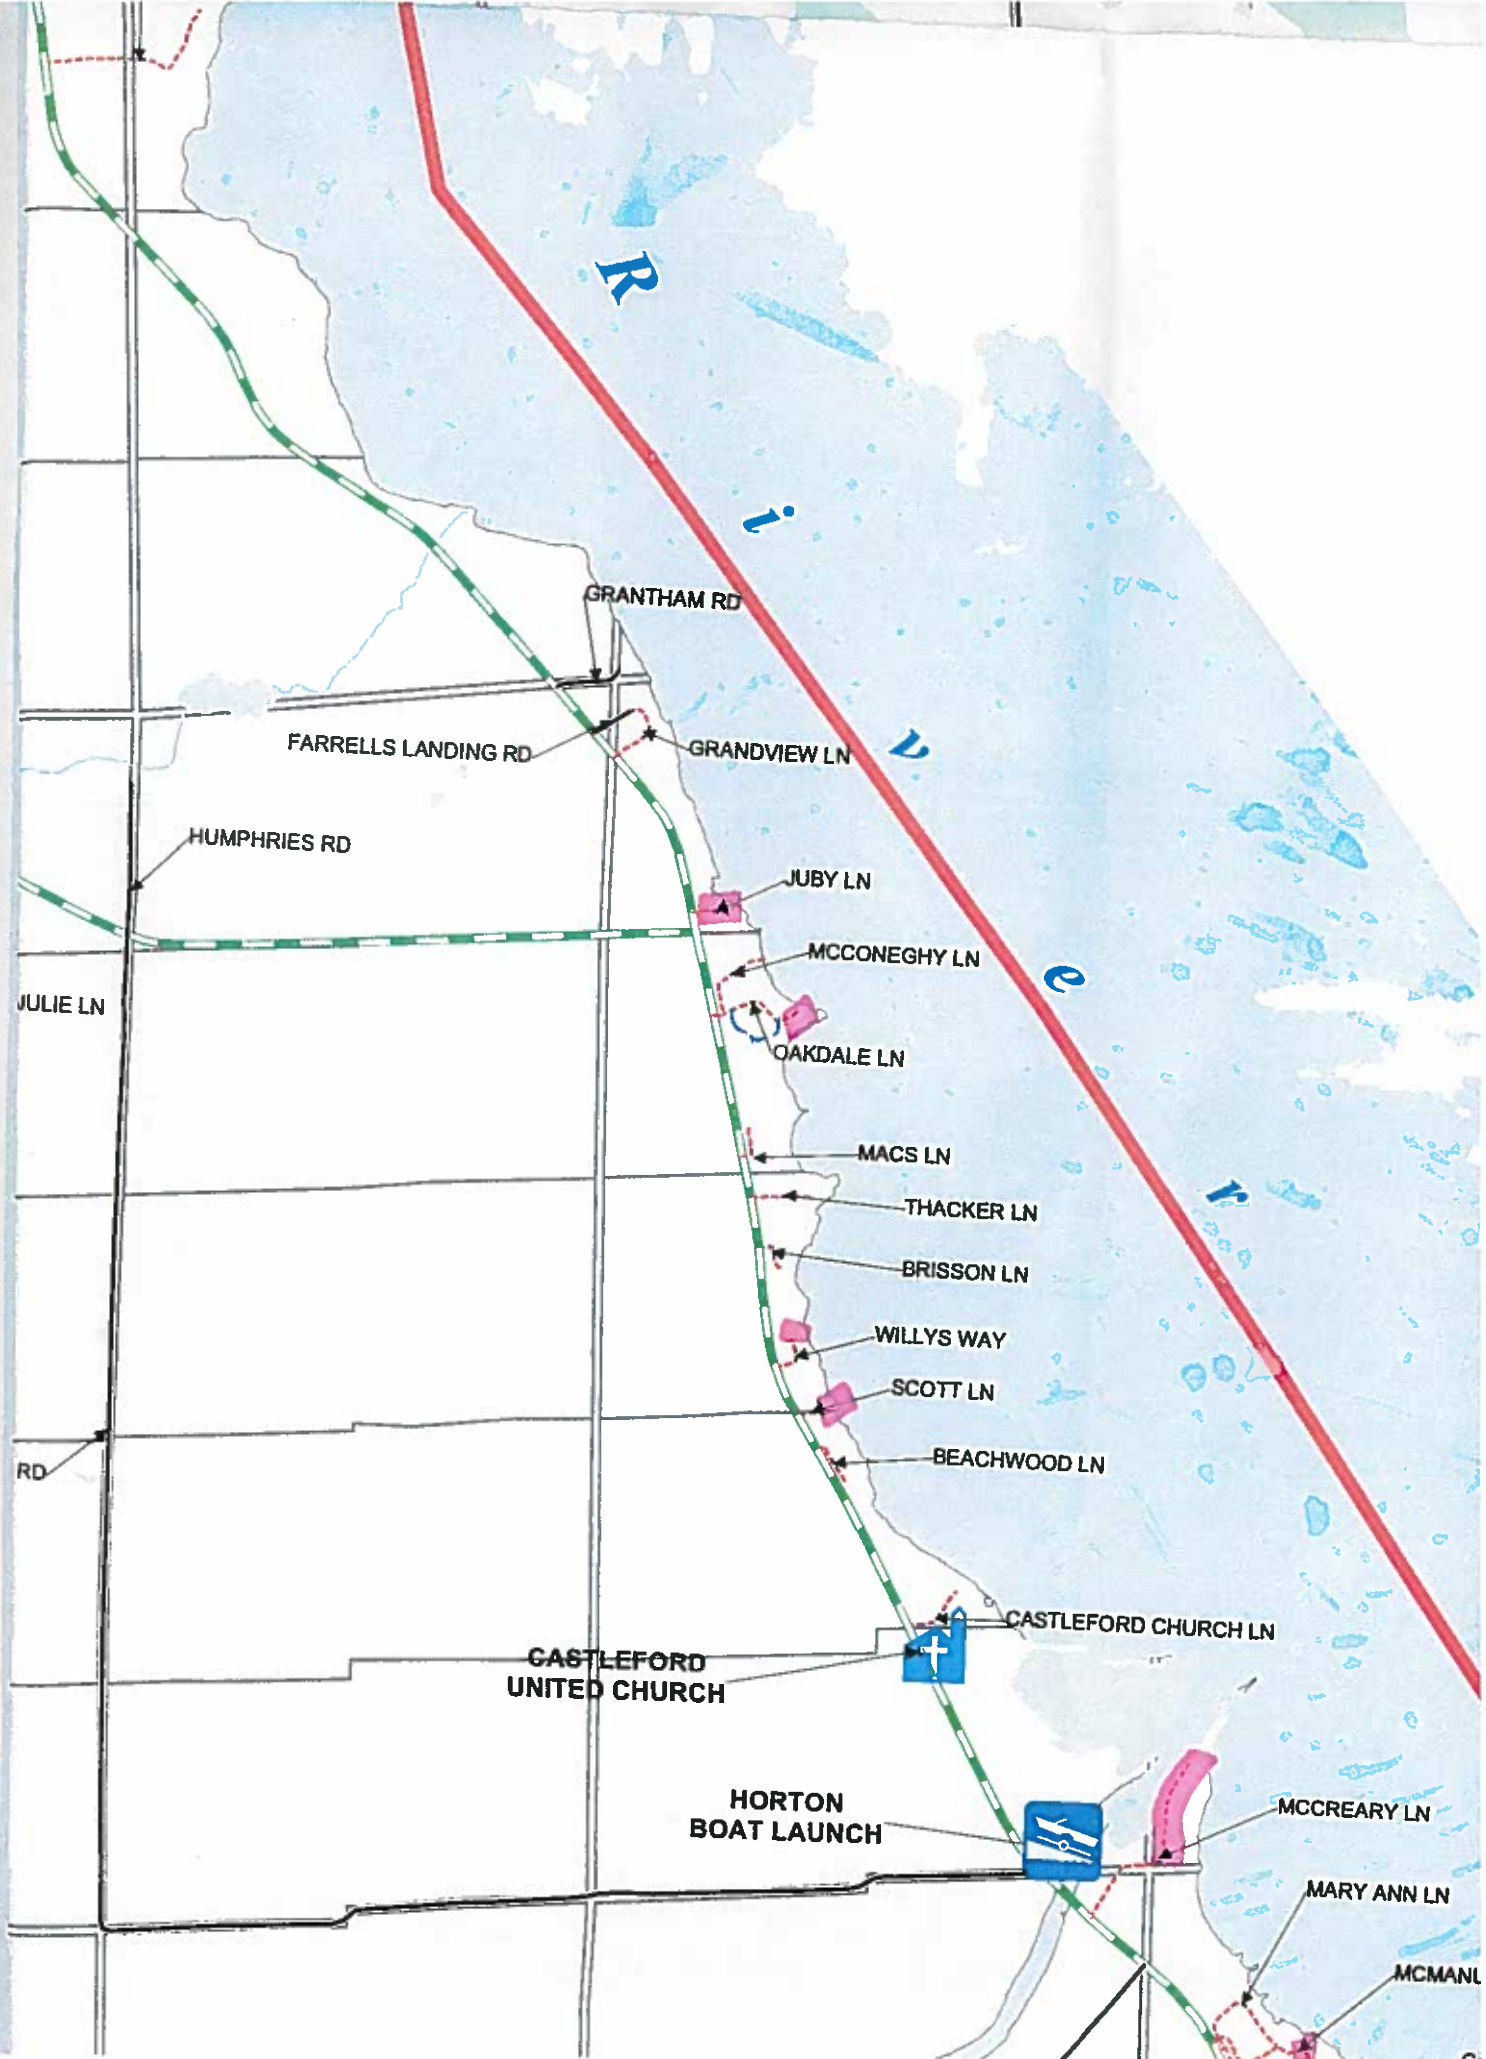 R
i
GRANTHAM RD
FARRELLS LANDING RD
GRANDVIEW LN
v
HUMPHRIES RD
JUBY LN
MCCONEGHY LN
e
JULIE LN
OAKDALE LN
MACS LN
r
THACKER LN
BRISSON LN
WILLYS WAY
SCOTT LN
BEACHWOOD LN
RD
CASTLEFORD CHURCH LN
CASTLEFORD
UNITED CHURCH
HORTON
BOAT LAUNCH
MCCREARY LN
MARY ANN LN
MCMANU